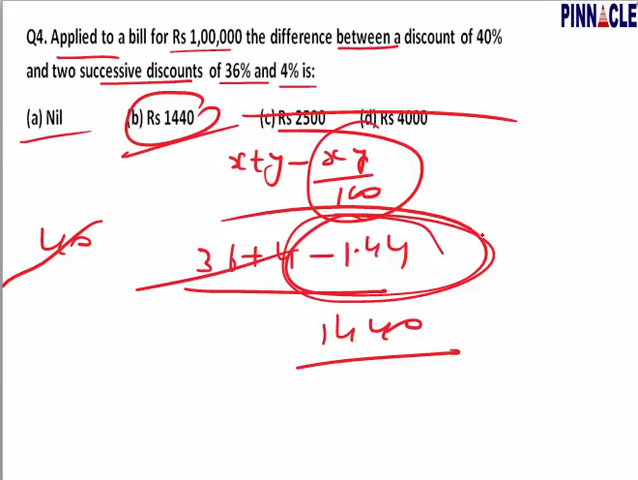 PINNACLE
Q4. Applied to a bill for Rs 1,00,000 the difference between a discount of 40%
and two successive discounts of 36% and 4% is:
(a) Nil (b) Rs 1440 (c) Rs 2500 (d) Rs 4000
x+y - xy/100
40
36+4 - 1.44
1440